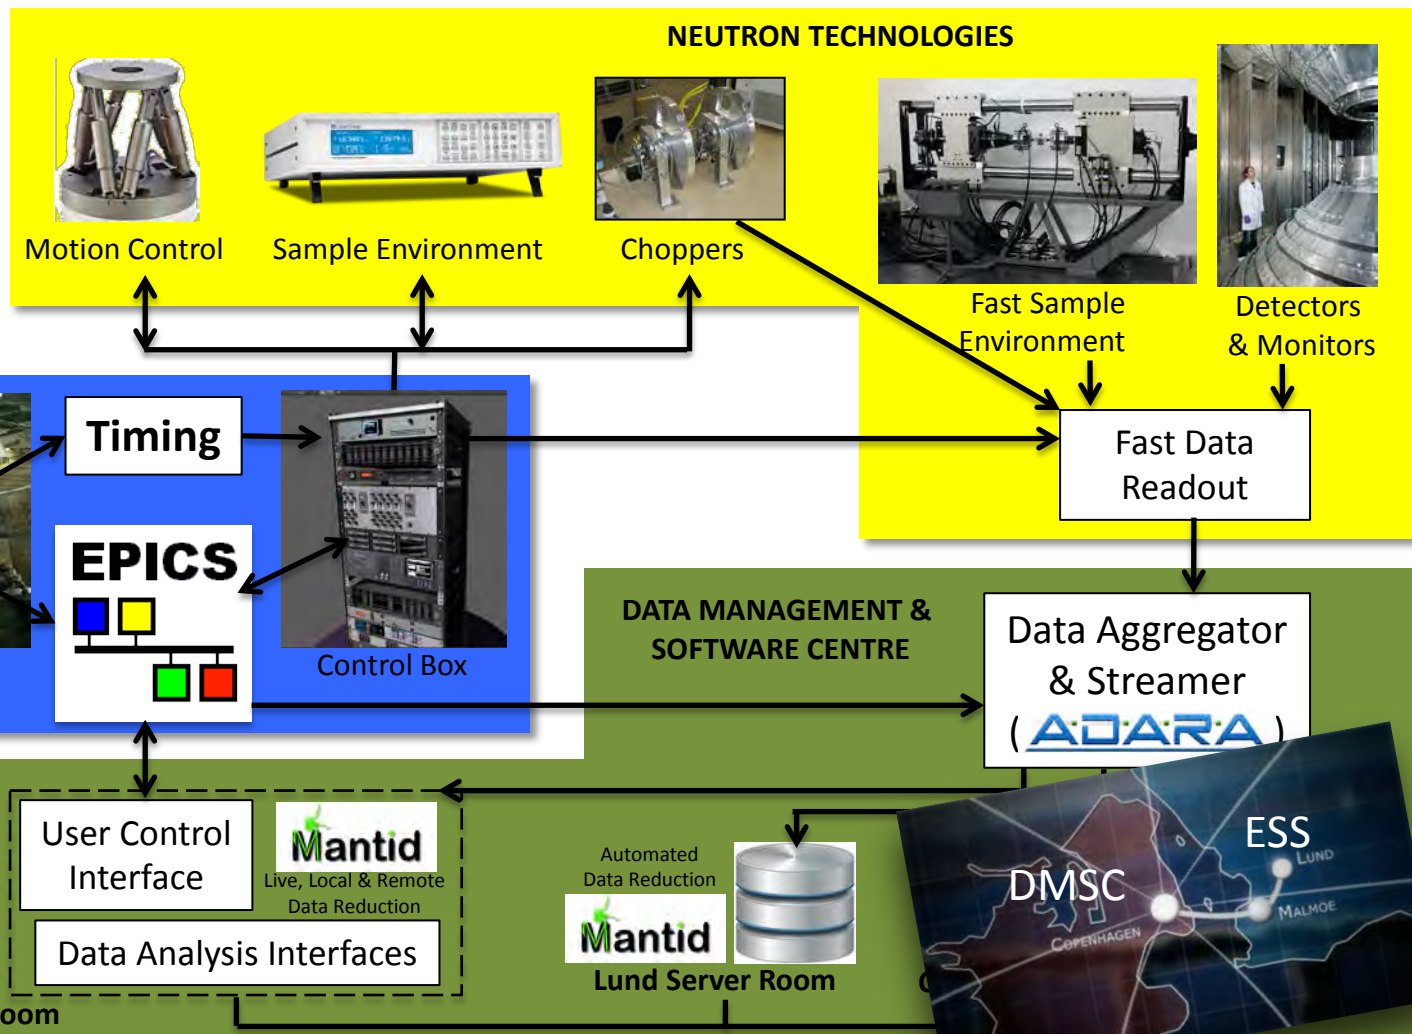 NEUTRON TECHNOLOGIES
Motion Control
Sample Environment
Choppers
Fast Sample
Environment
Detectors
& Monitors
Timing
Fast Data
Readout
EPICS
Control Box
DATA MANAGEMENT &
SOFTWARE CENTRE
Data Aggregator
& Streamer
(ADARA)
User Control
Interface
Mantid
Live, Local & Remote
Data Reduction
Data Analysis Interfaces
Automated
Data Reduction
Mantid
Lund Server Room
ESS
LUND
DMSC
MALMOE
COPENHAGEN